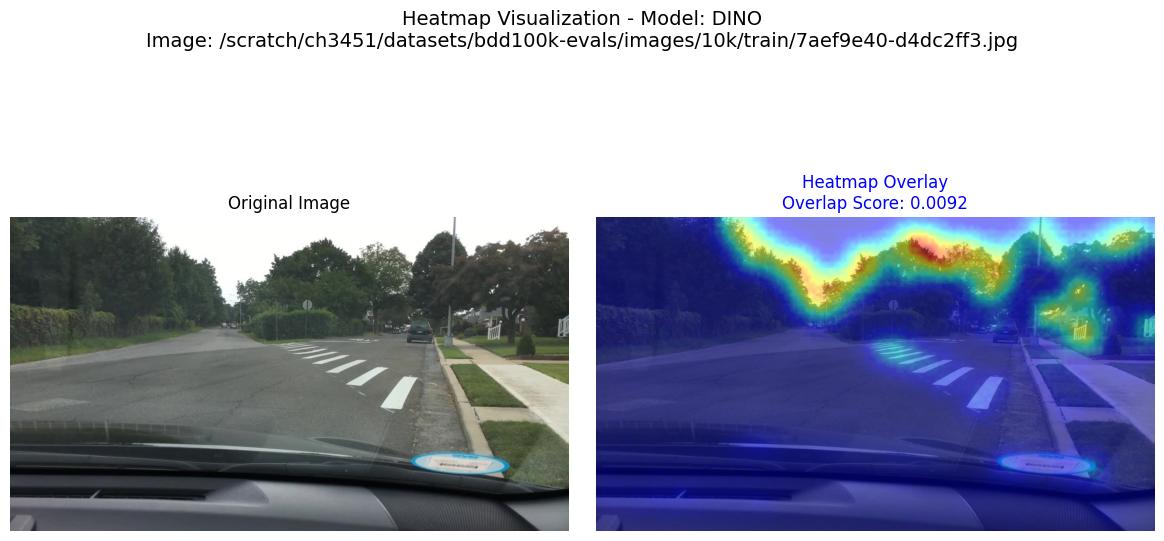 Heatmap Visualization - Model: DINO
Image: /scratch/ch3451/datasets/bdd100k-evals/images/10k/train/7aef9e40-d4dc2ff3.jpg
Original Image
Heatmap Overlay
Overlap Score: 0.0092